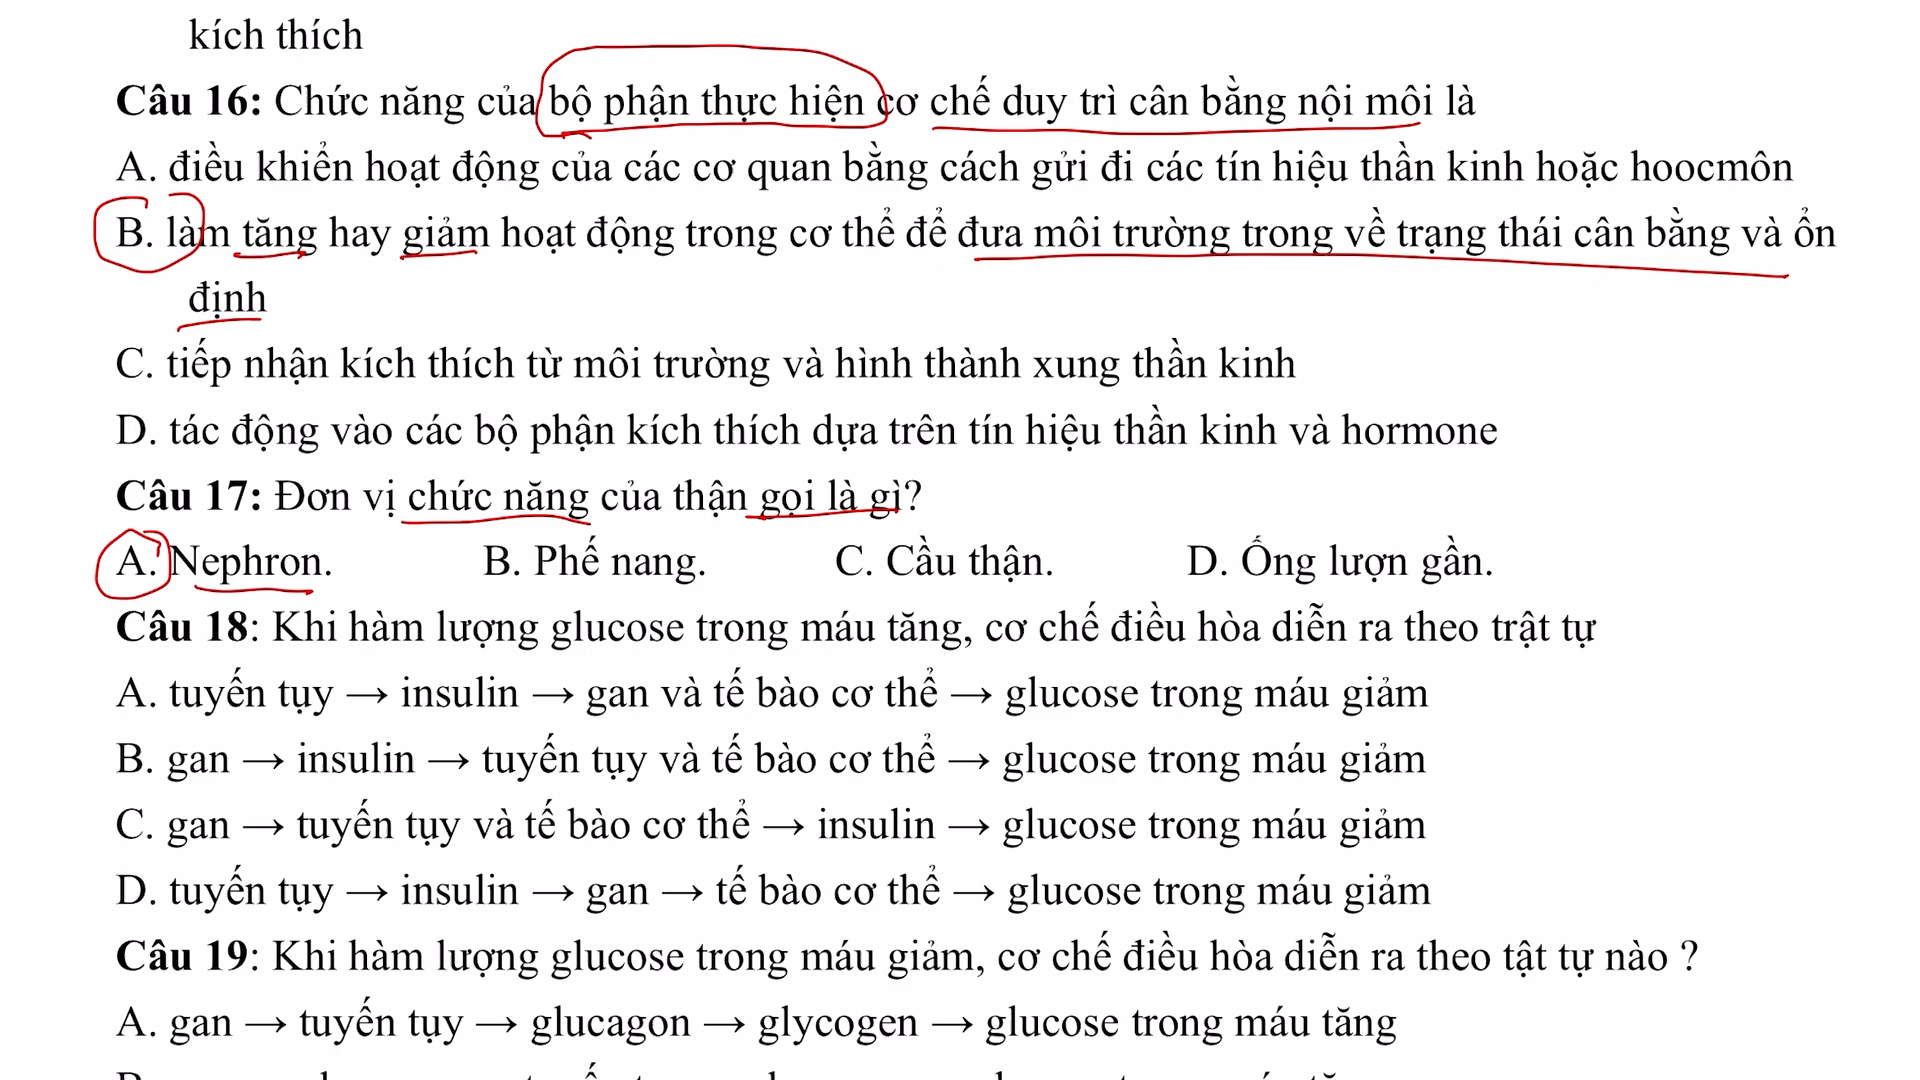 kích thích
Câu 16: Chức năng của bộ phận thực hiện cơ chế duy trì cân bằng nội môi là
A. điều khiển hoạt động của các cơ quan bằng cách gửi đi các tín hiệu thần kinh hoặc hoocmôn
B. làm tăng hay giảm hoạt động trong cơ thể để đưa môi trường trong về trạng thái cân bằng và ổn
định
C. tiếp nhận kích thích từ môi trường và hình thành xung thần kinh
D. tác động vào các bộ phận kích thích dựa trên tín hiệu thần kinh và hormone
Câu 17: Đơn vị chức năng của thận gọi là gì?
A. Nephron. B. Phế nang. C. Cầu thận. D. Ống lượn gần.
Câu 18: Khi hàm lượng glucose trong máu tăng, cơ chế điều hòa diễn ra theo trật tự
A. tuyến tụy → insulin → gan và tế bào cơ thể → glucose trong máu giảm
B. gan → insulin → tuyến tụy và tế bào cơ thể → glucose trong máu giảm
C. gan → tuyến tụy và tế bào cơ thể → insulin → glucose trong máu giảm
D. tuyến tụy → insulin → gan → tế bào cơ thể → glucose trong máu giảm
Câu 19: Khi hàm lượng glucose trong máu giảm, cơ chế điều hòa diễn ra theo tật tự nào ?
A. gan → tuyến tụy → glucagon → glycogen → glucose trong máu tăng